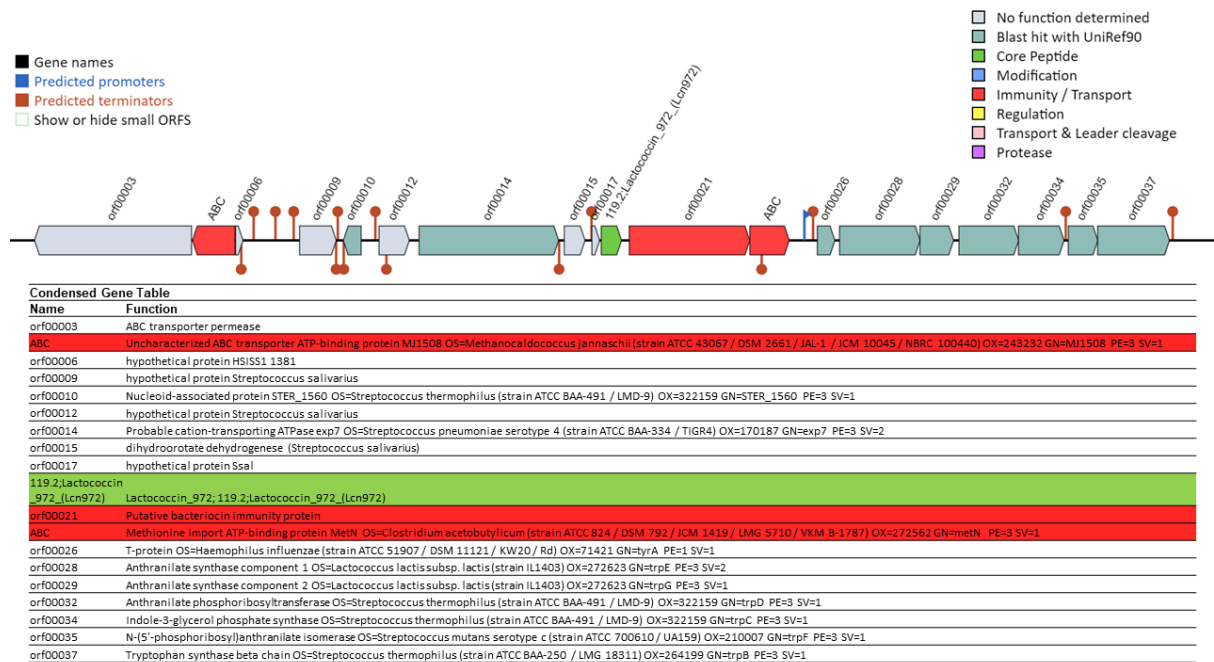 No function determined
Blast hit with UniRef90
Core Peptide
Modification
Immunity / Transport
Regulation
Transport & Leader cleavage
Protease
Gene names
Predicted promoters
Predicted terminators
Show or hide small ORFS
orf00003
ABC
orf00006
orf00009
orf00010
orf00012
orf00014
orf00015
orf00017
119.2;Lactococcin_972_(Lcn972)
orf00021
ABC
orf00026
orf00028
orf00029
orf00032
orf00034
orf00035
orf00037
Condensed Gene Table
Name Function
orf00003 ABC transporter permease
ABC Uncharacterized ABC transporter ATP-binding protein MJ1508 OS=Methanocaldococcus jannaschii (strain ATCC 43067 / DSM 2661 / JAL-1 / JCM 10045 / NBRC 100440) OX=243232 GN=MJ1508 PE=3 SV=1
orf00006 hypothetical protein HSISS1 1381
orf00009 hypothetical protein Streptococcus salivarius
orf00010 Nucleoid-associated protein STER_1560 OS=Streptococcus thermophilus (strain ATCC BAA-491 / LMD-9) OX=322159 GN=STER_1560 PE=3 SV=1
orf00012 hypothetical protein Streptococcus salivarius
orf00014 Probable cation-transporting ATPase exp7 OS=Streptococcus pneumoniae serotype 4 (strain ATCC BAA-334 / TIGR4) OX=170187 GN=exp7 PE=3 SV=2
orf00015 dihydroorotate dehydrogenese (Streptococcus salivarius)
orf00017 hypothetical protein Ssal
119.2;Lactococcin
_972_(Lcn972) Lactococcin_972; 119.2;Lactococcin_972_(Lcn972)
orf00021 Putative bacteriocin immunity protein
ABC Methionine import ATP-binding protein MetN OS=Clostridium acetobutylicum (strain ATCC 824 / DSM 792 / JCM 1419 / LMG 5710 / VKM B-1787) OX=272562 GN=metN PE=3 SV=1
orf00026 T-protein OS=Haemophilus influenzae (strain ATCC 51907 / DSM 11121 / KW20 / Rd) OX=71421 GN=tyrA PE=1 SV=1
orf00028 Anthranilate synthase component 1 OS=Lactococcus lactis subsp. lactis (strain IL1403) OX=272623 GN=trpE PE=3 SV=2
orf00029 Anthranilate synthase component 2 OS=Lactococcus lactis subsp. lactis (strain IL1403) OX=272623 GN=trpG PE=3 SV=1
orf00032 Anthranilate phosphoribosyltransferase OS=Streptococcus thermophilus (strain ATCC BAA-491 / LMD-9) OX=322159 GN=trpD PE=3 SV=1
orf00034 Indole-3-glycerol phosphate synthase OS=Streptococcus thermophilus (strain ATCC BAA-491 / LMD-9) OX=322159 GN=trpC PE=3 SV=1
orf00035 N-(5'-phosphoribosyl)anthranilate isomerase OS=Streptococcus mutans serotype c (strain ATCC 700610 / UA159) OX=210007 GN=trpF PE=3 SV=1
orf00037 Tryptophan synthase beta chain OS=Streptococcus thermophilus (strain ATCC BAA-250 / LMG 18311) OX=264199 GN=trpB PE=3 SV=1